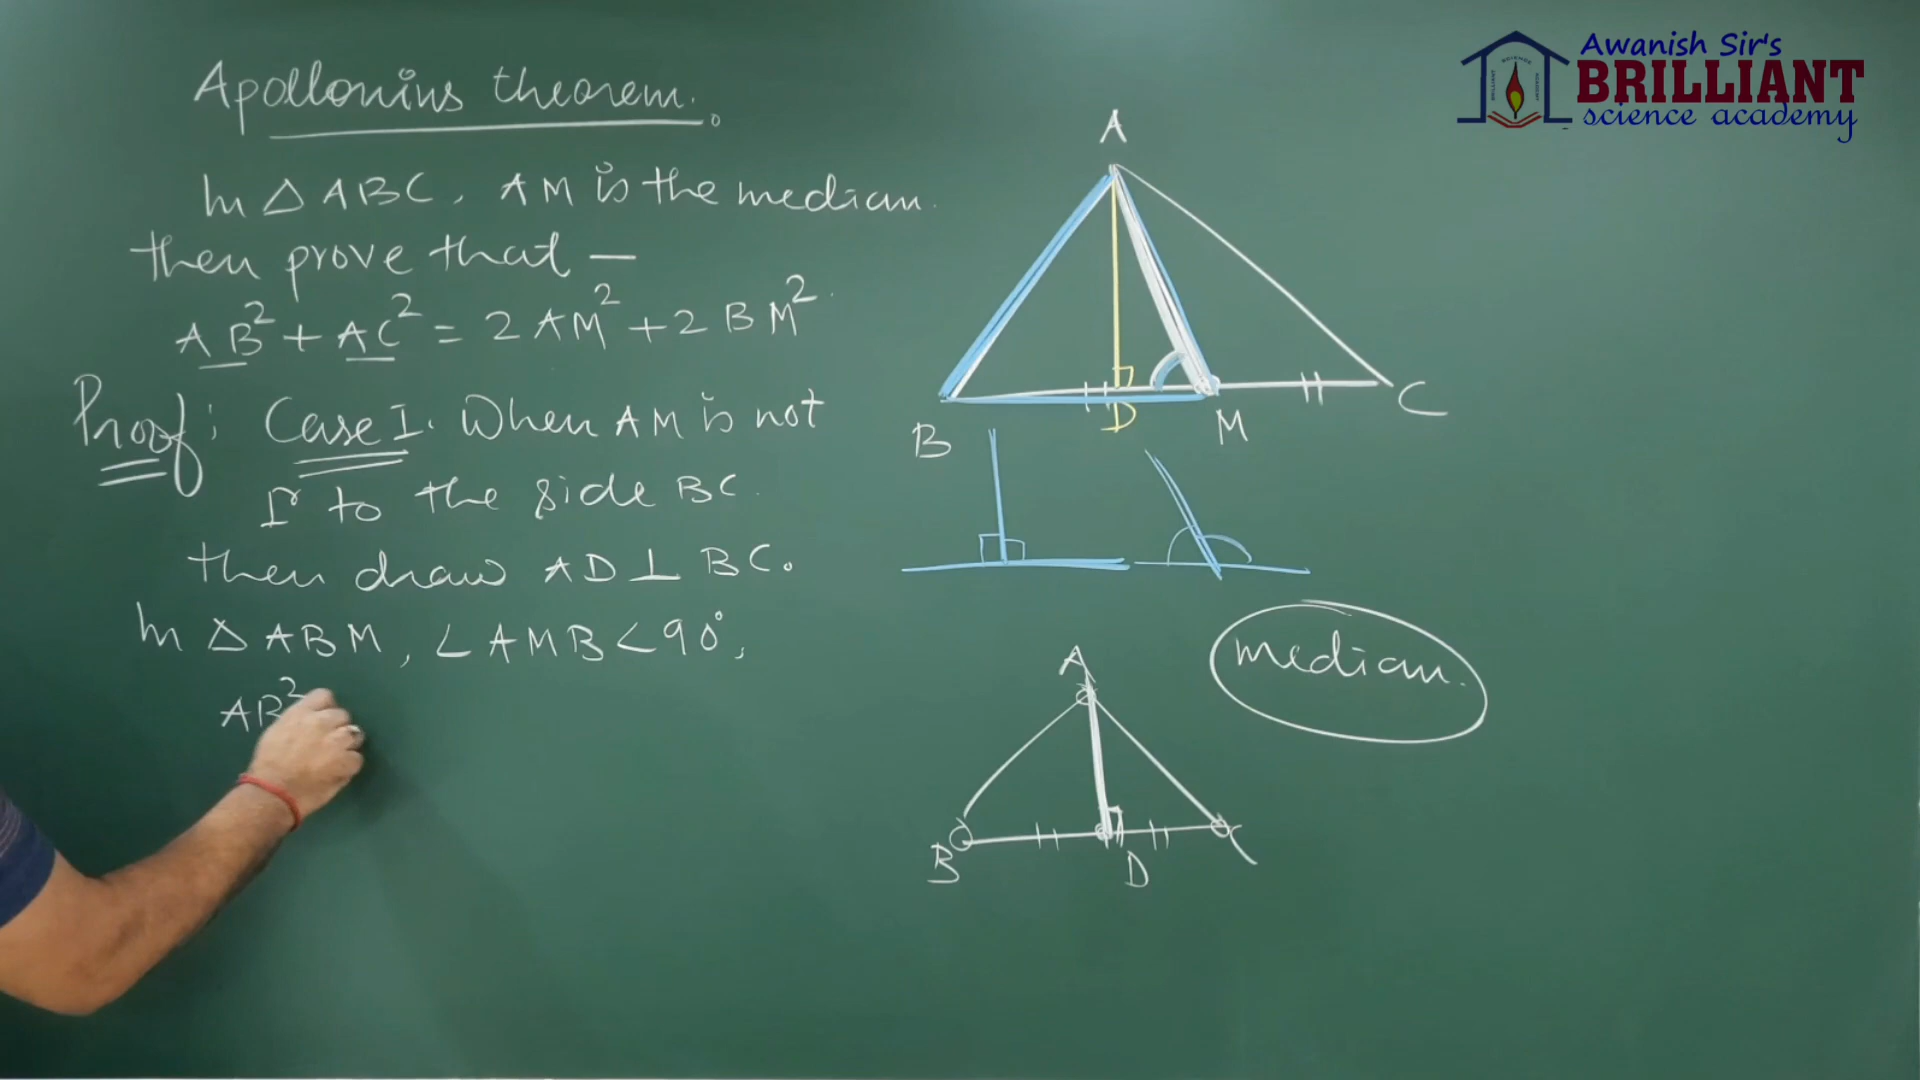 Apollonius theorem.
In △ ABC, AM is the median.
then prove that —
AB² + AC² = 2AM² + 2BM²
Proof: Case I. When AM is not
⊥r to the side BC.
then draw AD ⊥ BC.
In △ ABM, ∠AMB < 90°,
AB²
A
B
D
M
C
median.
A
B
D
C
Awanish Sir's
BRILLIANT
science academy